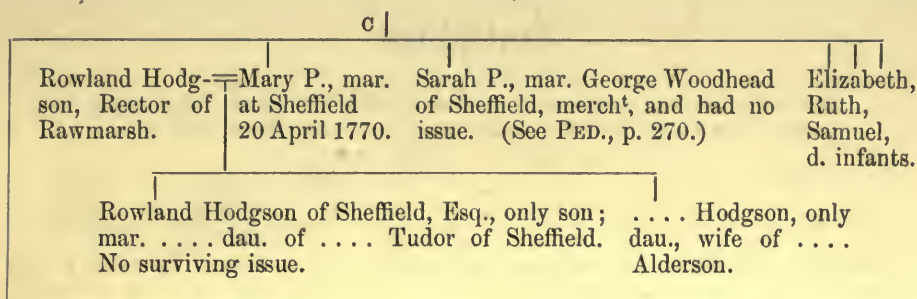 C
Rowland Hodg-
son, Rector of
Rawmarsh.
Mary P., mar.
at Sheffield
20 April 1770.
Sarah P., mar. George Woodhead
of Sheffield, mercht, and had no
issue. (See PED., p. 270.)
Elizabeth,
Ruth,
Samuel,
d. infants.
Rowland Hodgson of Sheffield, Esq., only son;
mar. . . . . dau. of . . . . Tudor of Sheffield.
No surviving issue.
. . . . Hodgson, only
dau., wife of . . . .
Alderson.